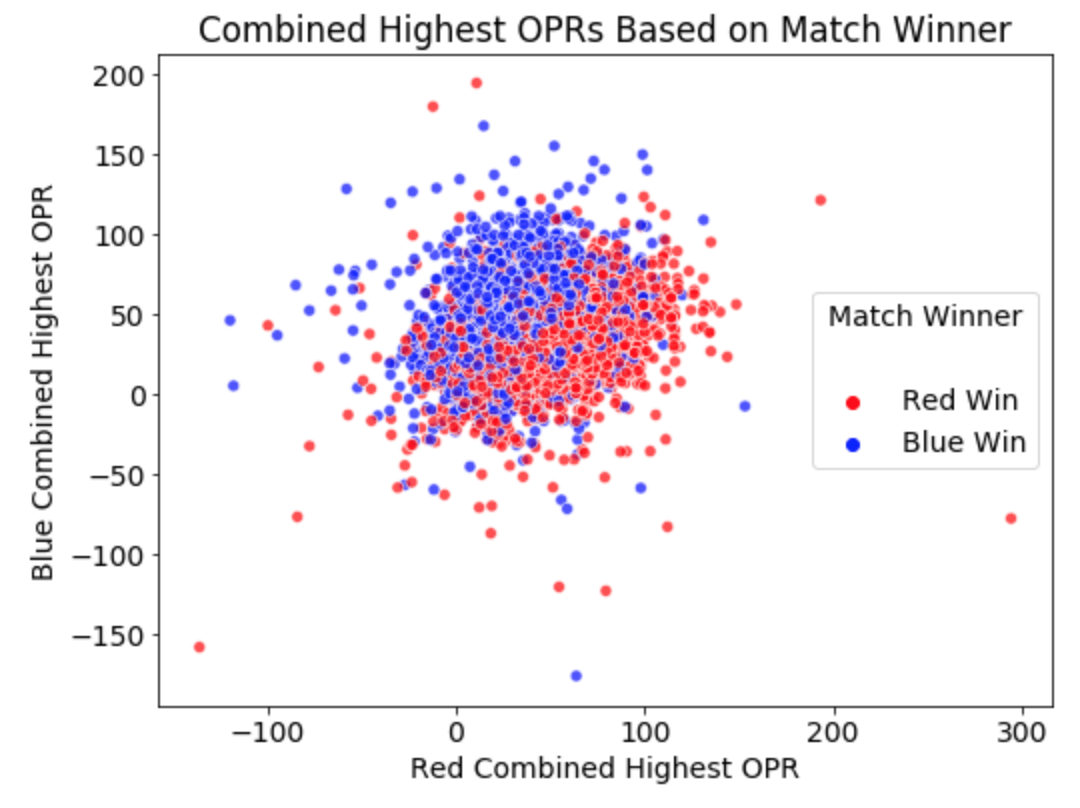 Combined Highest OPRs Based on Match Winner
200
150
100
50
0
−50
−100
−150
Blue Combined Highest OPR
Match Winner
Red Win
Blue Win
−100 0 100 200 300
Red Combined Highest OPR